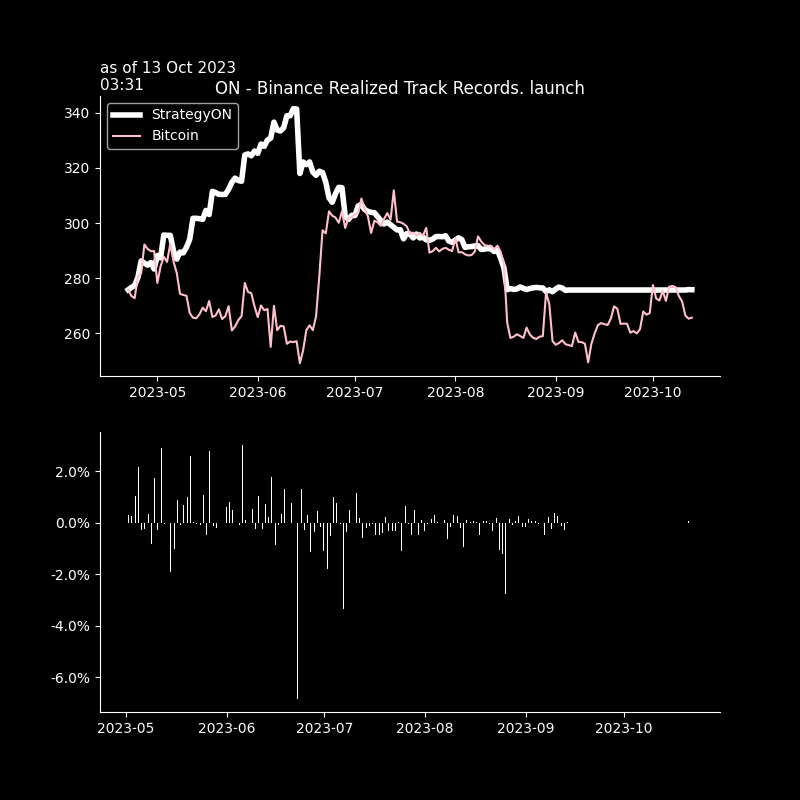 as of 13 Oct 2023
03:31
ON - Binance Realized Track Records. launch
StrategyON
Bitcoin
340
320
300
280
260
2023-05 2023-06 2023-07 2023-08 2023-09 2023-10
2.0%
0.0%
-2.0%
-4.0%
-6.0%
2023-05 2023-06 2023-07 2023-08 2023-09 2023-10